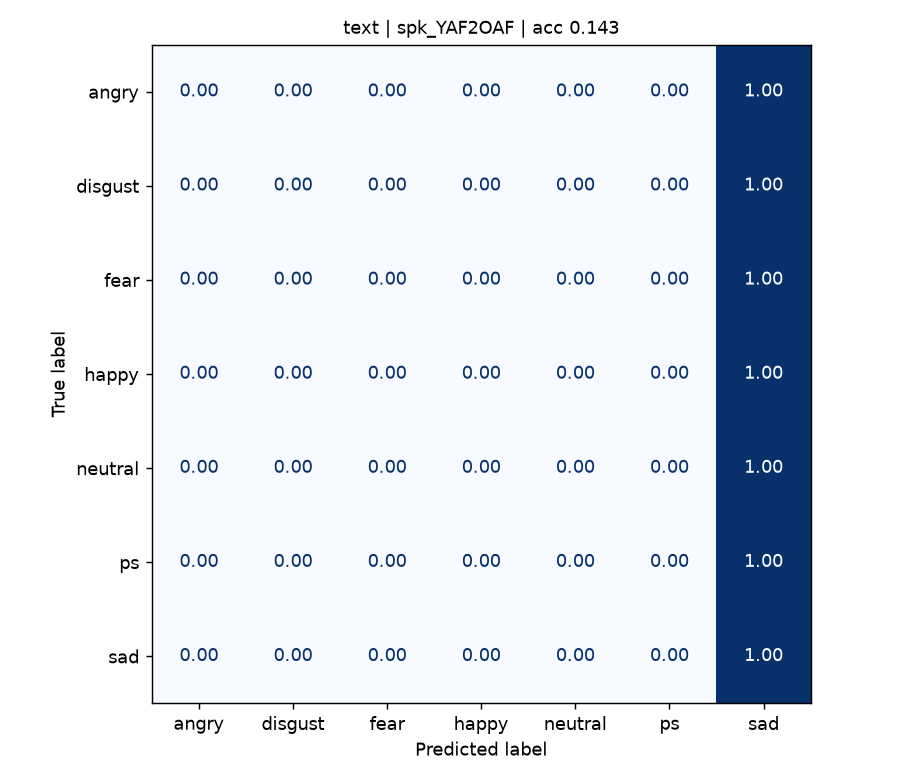 text | spk_YAF2OAF | acc 0.143
angry 0.00 0.00 0.00 0.00 0.00 0.00 1.00
disgust 0.00 0.00 0.00 0.00 0.00 0.00 1.00
fear 0.00 0.00 0.00 0.00 0.00 0.00 1.00
happy 0.00 0.00 0.00 0.00 0.00 0.00 1.00
neutral 0.00 0.00 0.00 0.00 0.00 0.00 1.00
ps 0.00 0.00 0.00 0.00 0.00 0.00 1.00
sad 0.00 0.00 0.00 0.00 0.00 0.00 1.00
True label
angry disgust fear happy neutral ps sad
Predicted label